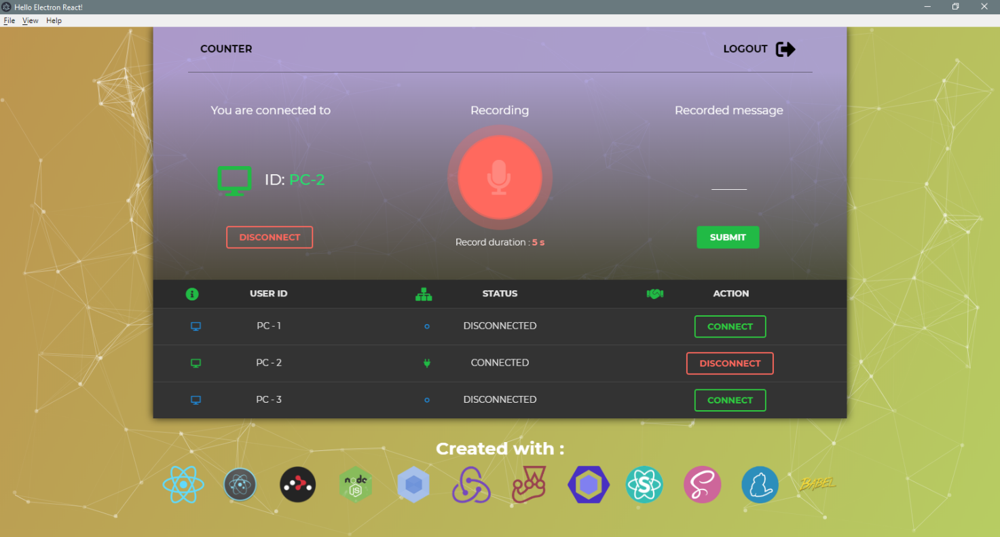 Hello Electron React!
File View Help
COUNTER LOGOUT
You are connected to Recording Recorded message
ID: PC-2
DISCONNECT Record duration : 5 s SUBMIT
USER ID STATUS ACTION
PC - 1 DISCONNECTED CONNECT
PC - 2 CONNECTED DISCONNECT
PC - 3 DISCONNECTED CONNECT
Created with :
node JS S BABEL